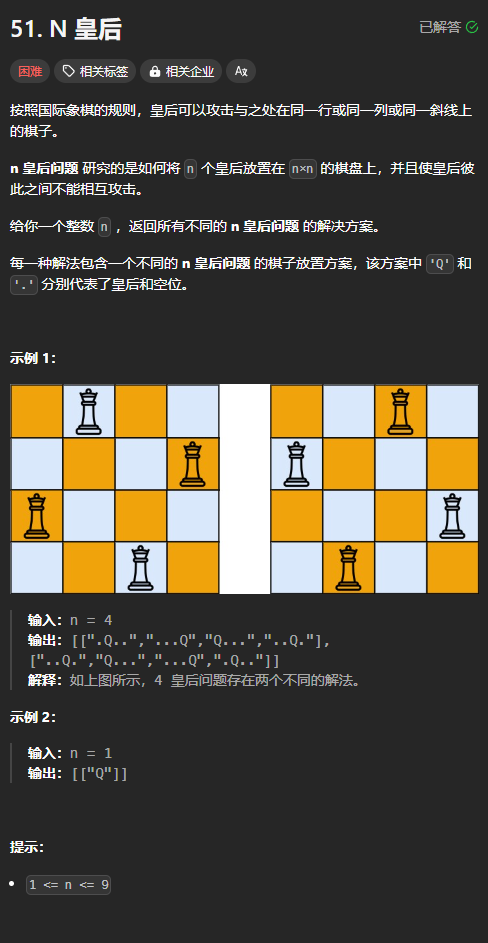 51. N 皇后
已解答
困难
相关标签
相关企业
按照国际象棋的规则，皇后可以攻击与之处在同一行或同一列或同一斜线上
的棋子。
n 皇后问题 研究的是如何将 n 个皇后放置在 n×n 的棋盘上，并且使皇后彼
此之间不能相互攻击。
给你一个整数 n ，返回所有不同的 n 皇后问题 的解决方案。
每一种解法包含一个不同的 n 皇后问题 的棋子放置方案，该方案中 'Q' 和
'.' 分别代表了皇后和空位。
示例 1：
输入：n = 4
输出：[[".Q..","...Q","Q...","..Q."],
["..Q.","Q...","...Q",".Q.."]]
解释：如上图所示，4 皇后问题存在两个不同的解法。
示例 2：
输入：n = 1
输出：[["Q"]]
提示：
1 <= n <= 9